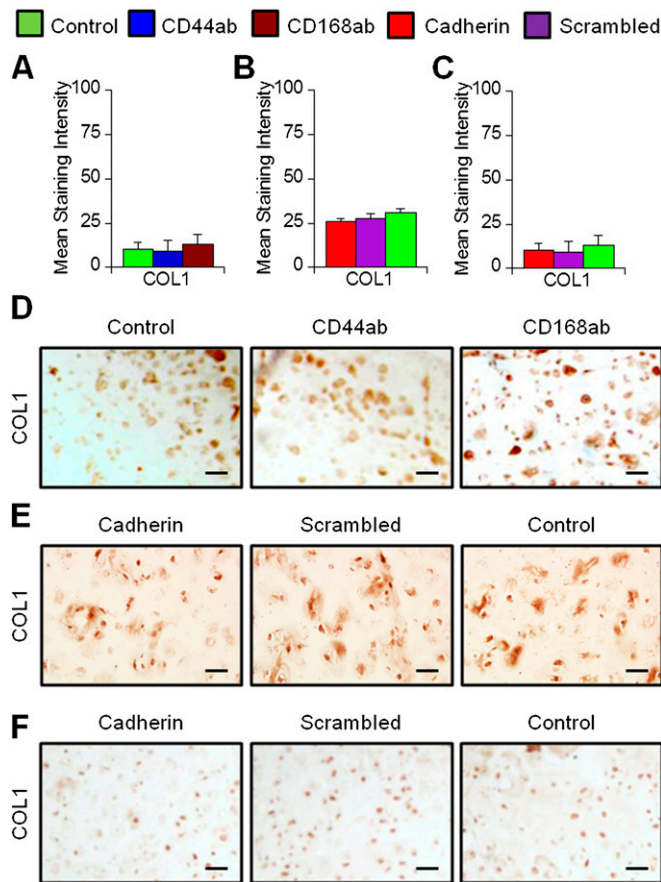 Control CD44ab CD168ab Cadherin Scrambled
A B C
Mean Staining Intensity
100
75
50
25
0
COL1
Mean Staining Intensity
100
75
50
25
0
COL1
Mean Staining Intensity
100
75
50
25
0
COL1
D
Control CD44ab CD168ab
COL1
E
Cadherin Scrambled Control
COL1
F
Cadherin Scrambled Control
COL1